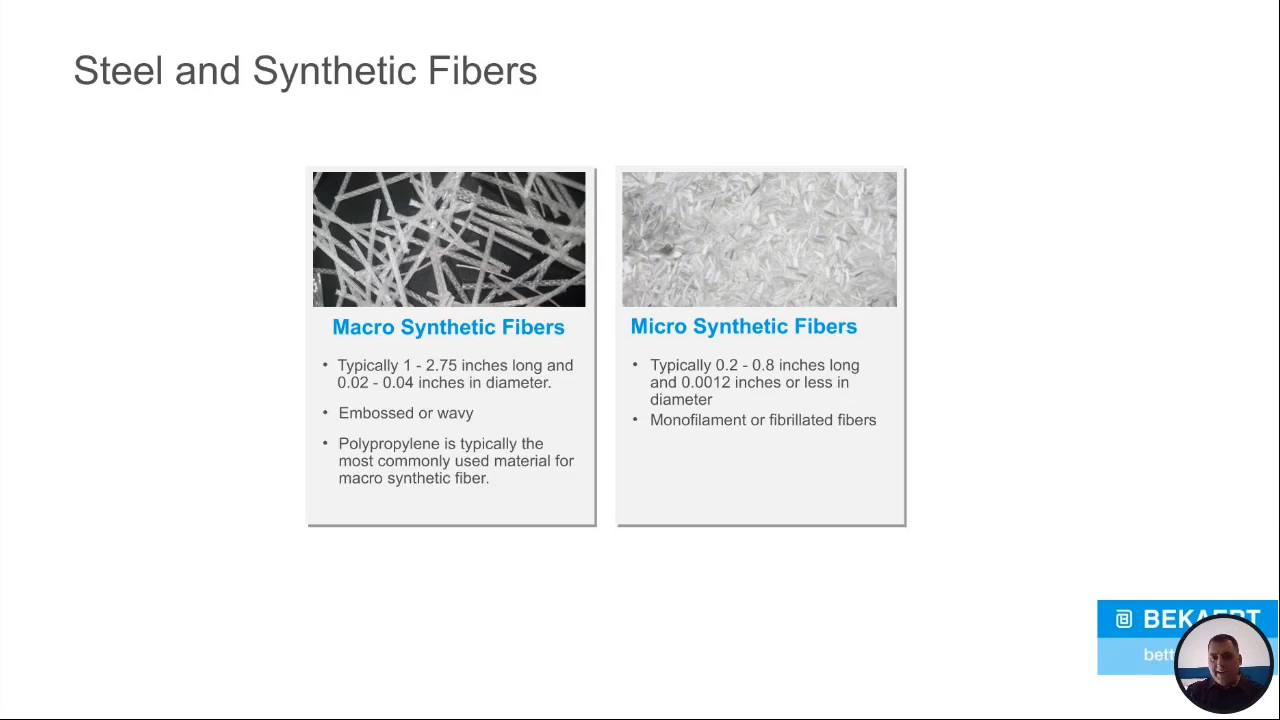 Steel and Synthetic Fibers
Macro Synthetic Fibers
• Typically 1 - 2.75 inches long and
0.02 - 0.04 inches in diameter.
• Embossed or wavy
• Polypropylene is typically the
most commonly used material for
macro synthetic fiber.
Micro Synthetic Fibers
• Typically 0.2 - 0.8 inches long
and 0.0012 inches or less in
diameter
• Monofilament or fibrillated fibers
BEKAERT